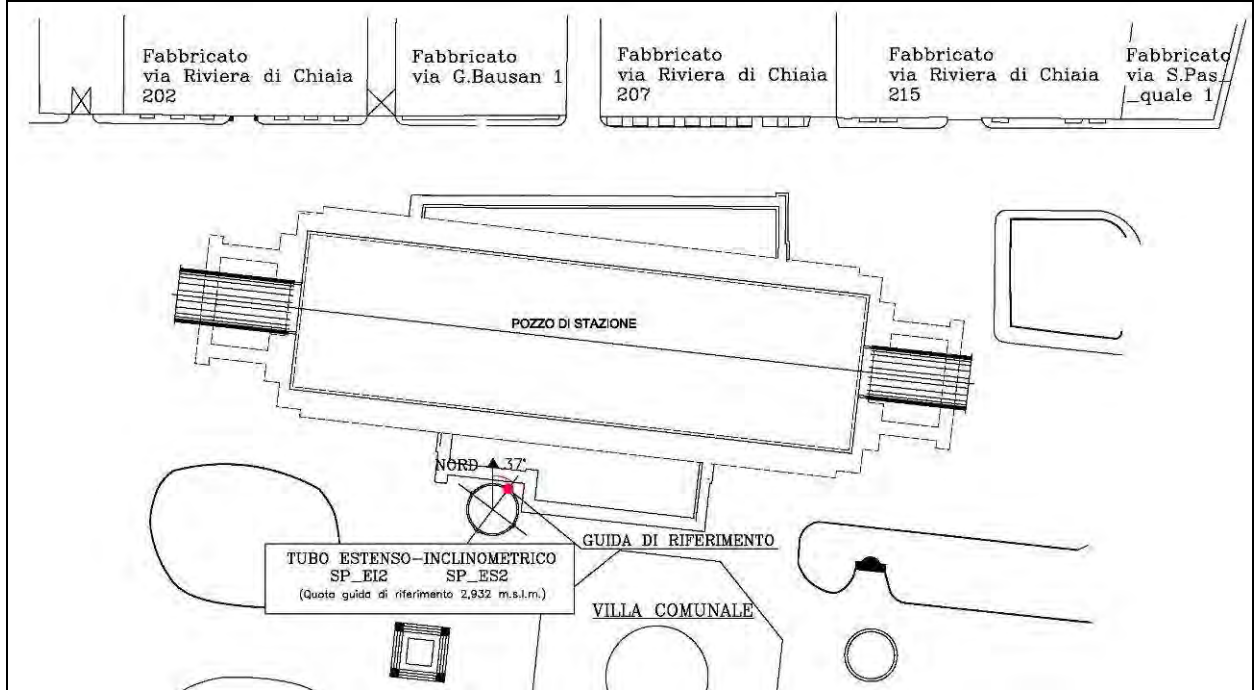 Fabbricato
via Riviera di Chiaia
202
Fabbricato
via G.Bausan 1
Fabbricato
via Riviera di Chiaia
207
Fabbricato
via Riviera di Chiaia
215
Fabbricato
via S.Pas_
_quale 1
POZZO DI STAZIONE
NORD 37°
GUIDA DI RIFERIMENTO
TUBO ESTENSO-INCLINOMETRICO
SP_EI2 SP_ES2
(Quota guida di riferimento 2,932 m.s.l.m.)
VILLA COMUNALE